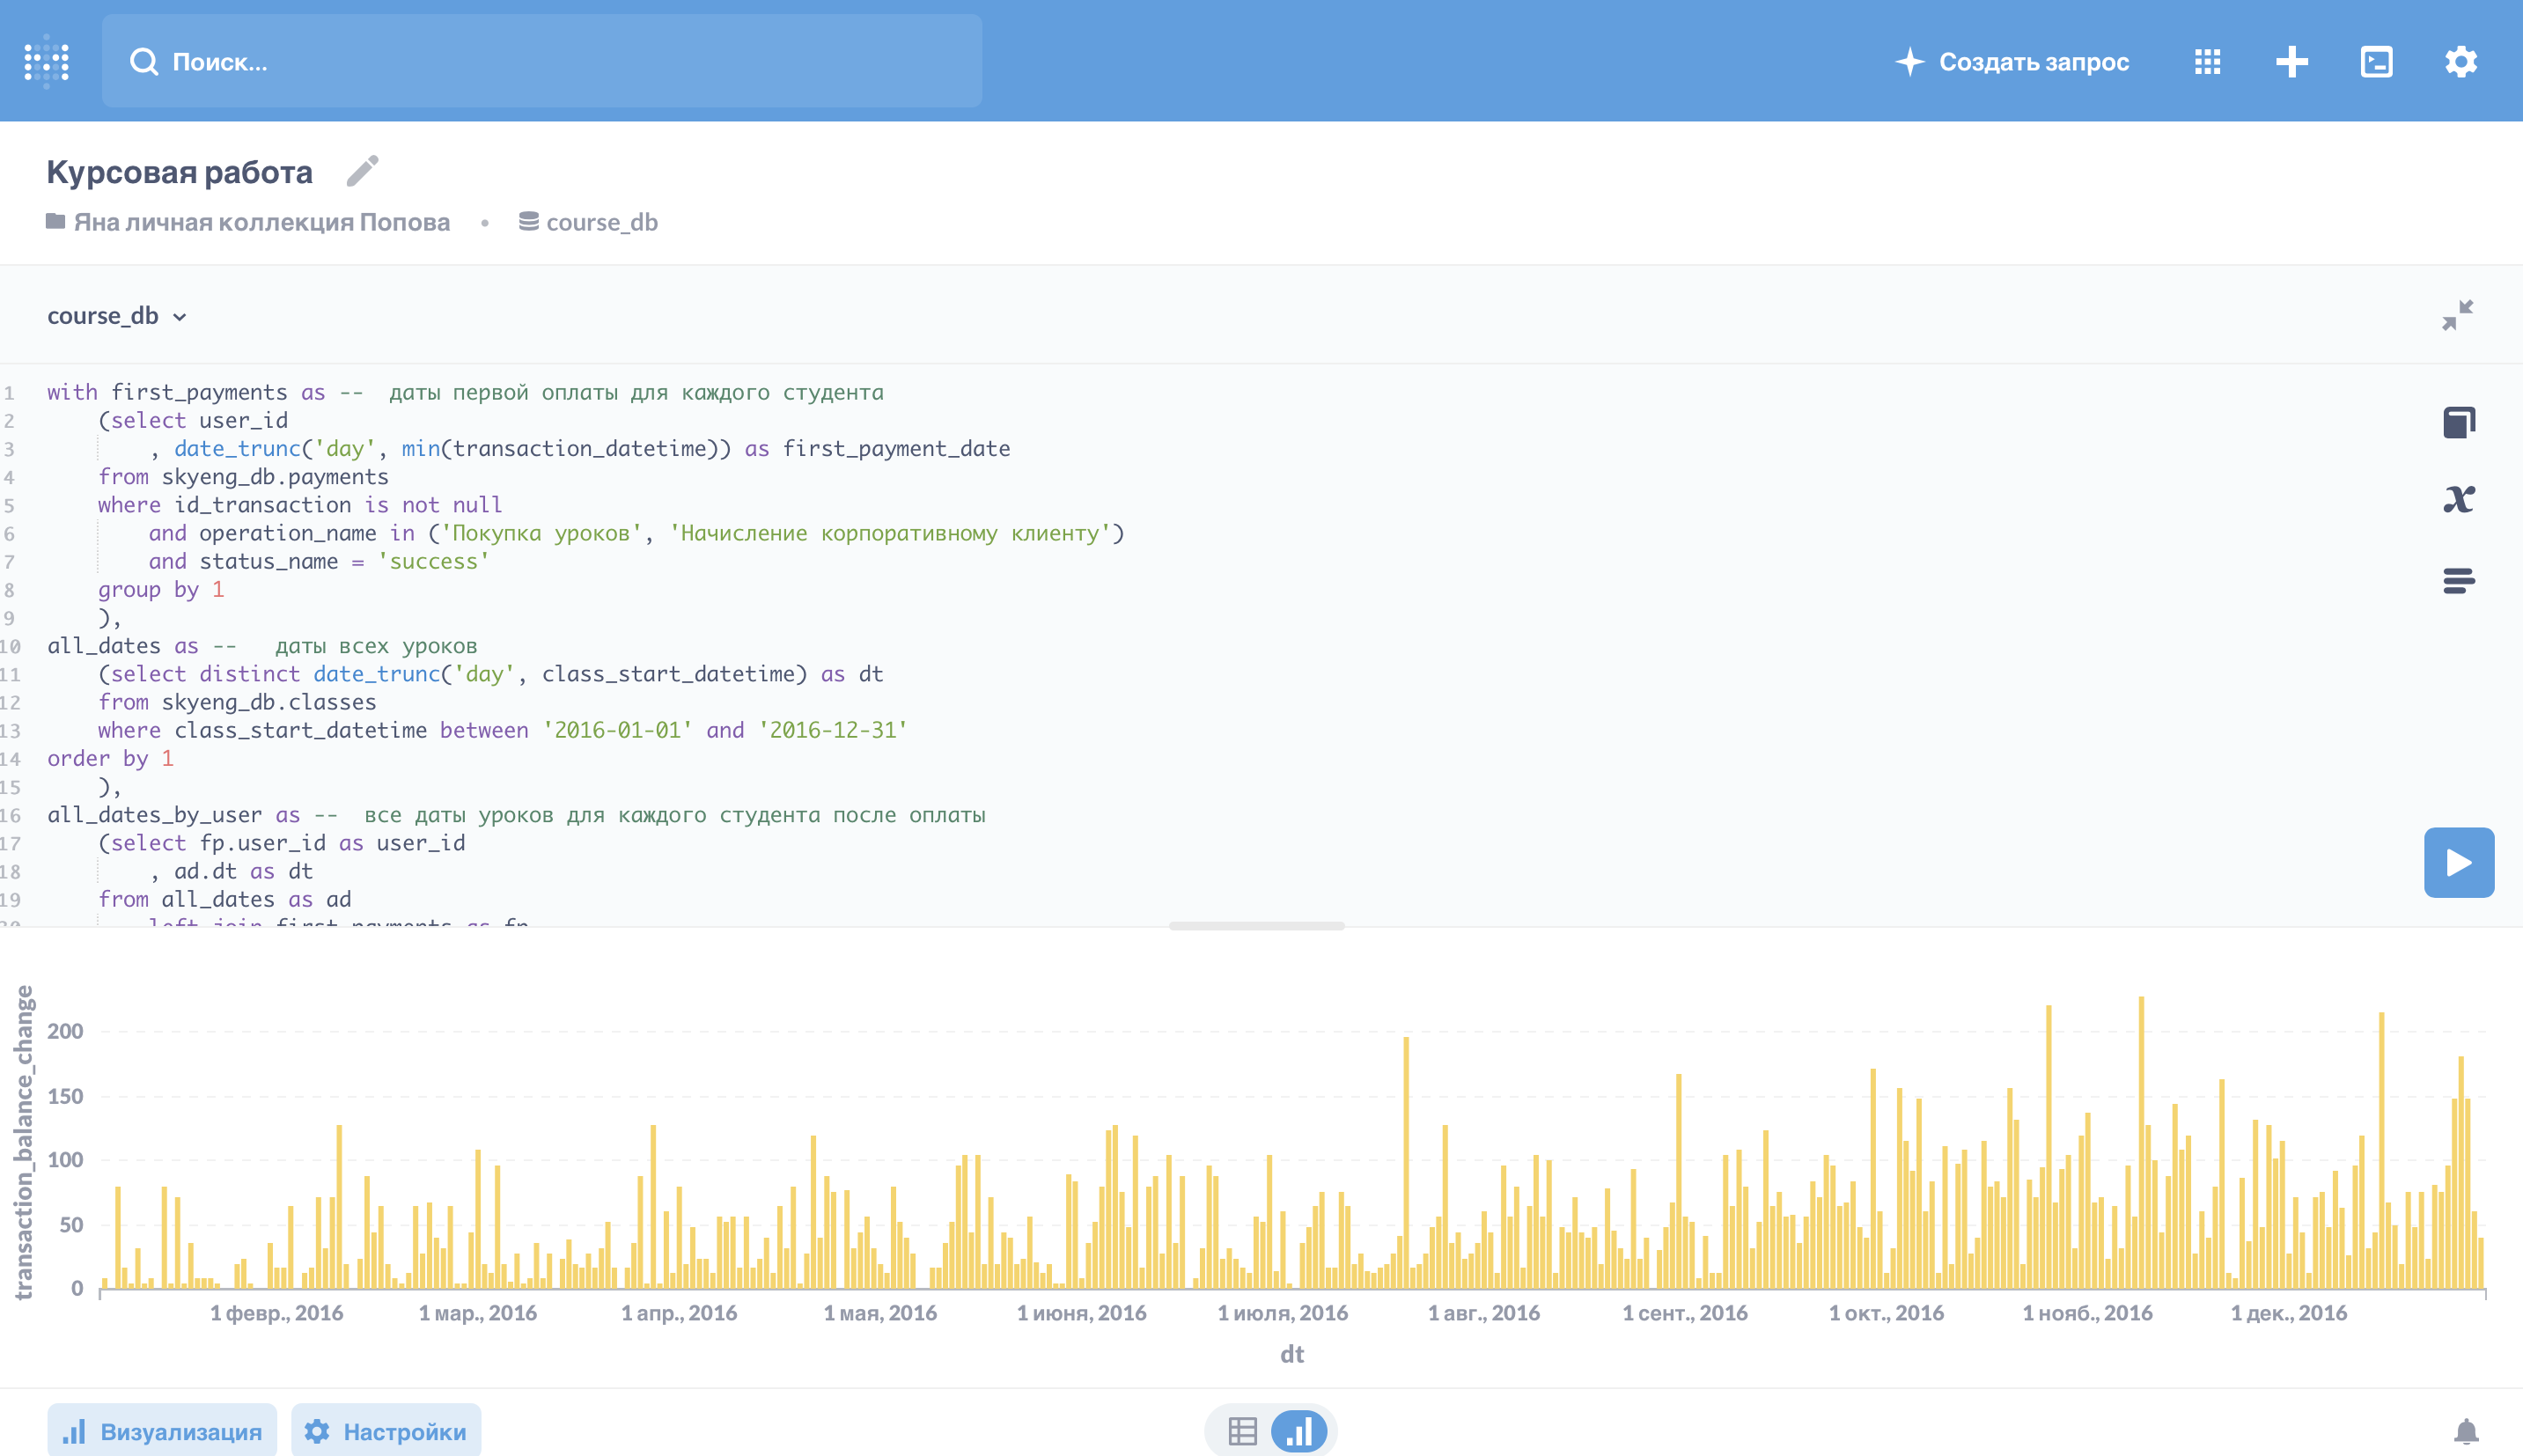 Поиск...
Создать запрос
Курсовая работа
Яна личная коллекция Попова • course_db
course_db
1 with first_payments as --  даты первой оплаты для каждого студента
2     (select user_id
3         , date_trunc('day', min(transaction_datetime)) as first_payment_date
4     from skyeng_db.payments
5     where id_transaction is not null
6         and operation_name in ('Покупка уроков', 'Начисление корпоративному клиенту')
7         and status_name = 'success'
8     group by 1
9     ),
10 all_dates as --   даты всех уроков
11     (select distinct date_trunc('day', class_start_datetime) as dt
12     from skyeng_db.classes
13     where class_start_datetime between '2016-01-01' and '2016-12-31'
14 order by 1
15     ),
16 all_dates_by_user as --  все даты уроков для каждого студента после оплаты
17     (select fp.user_id as user_id
18         , ad.dt as dt
19     from all_dates as ad
20         left join first_payments as fp
transaction_balance_change
200
150
100
50
0
1 февр., 2016 1 мар., 2016 1 апр., 2016 1 мая, 2016 1 июня, 2016 1 июля, 2016 1 авг., 2016 1 сент., 2016 1 окт., 2016 1 нояб., 2016 1 дек., 2016
dt
Визуализация
Настройки